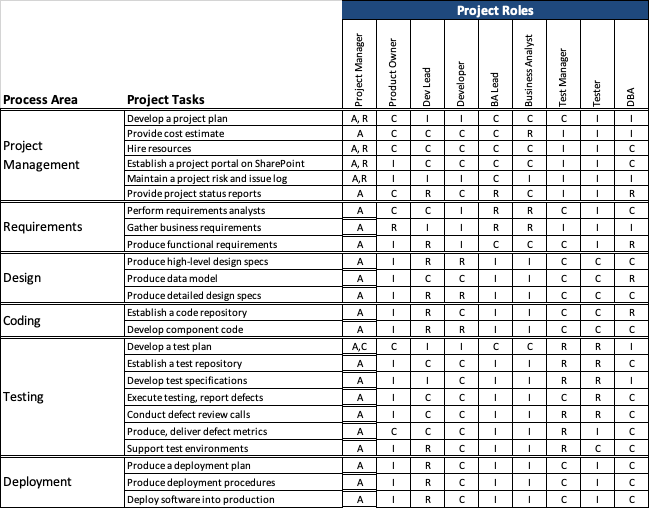 Project Roles
Process Area Project Tasks Project Manager Product Owner Dev Lead Developer BA Lead Business Analyst Test Manager Tester DBA
Project Management
Develop a project plan A, R C I I C C C I I
Provide cost estimate A C C C C R I I I
Hire resources A, R C C C C C I I C
Establish a project portal on SharePoint A, R I C C C C I I C
Maintain a project risk and issue log A,R I I I C I I I I
Provide project status reports A C R C R C I I R
Requirements
Perform requirements analysts A C C I R R C I C
Gather business requirements A R I I R R I I I
Produce functional requirements A I R I C C C I R
Design
Produce high-level design specs A I R R I I C C C
Produce data model A I C C I I C C R
Produce detailed design specs A I R R I I C C C
Coding
Establish a code repository A I R C I I C C R
Develop component code A I R R I I C C C
Testing
Develop a test plan A,C C I I C C R R I
Establish a test repository A I C C I I R R C
Develop test specifications A I I C I I R R I
Execute testing, report defects A I C C I I C R C
Conduct defect review calls A I C C I I R R C
Produce, deliver defect metrics A C C C I I R I C
Support test environments A I R C I I R C C
Deployment
Produce a deployment plan A I R C I I C I C
Produce deployment procedures A I R C I I C I C
Deploy software into production A I R C I I C I C